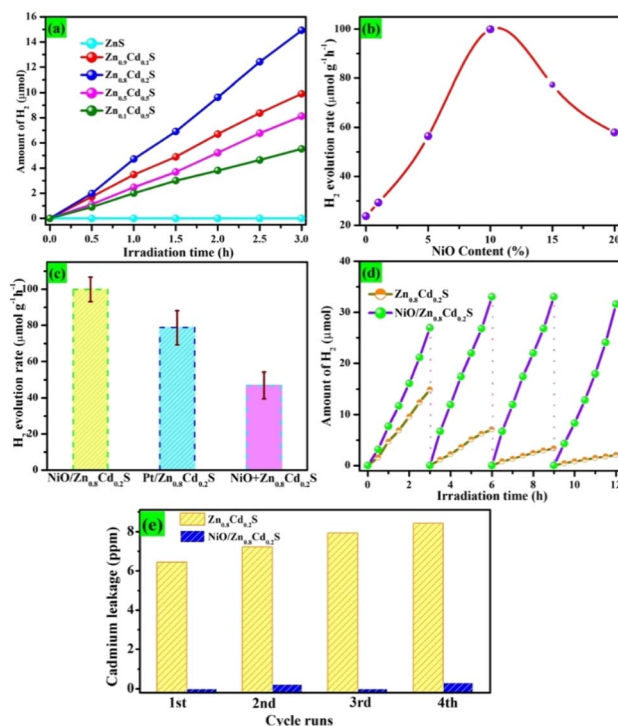 (a)
16
14
12
10
8
6
4
2
0
Amount of H₂ (μmol)
ZnS
Zn₀.₉Cd₀.₁S
Zn₀.₈Cd₀.₂S
Zn₀.₅Cd₀.₅S
Zn₀.₁Cd₀.₉S
0.0 0.5 1.0 1.5 2.0 2.5 3.0
Irradiation time (h)
(b)
100
80
60
40
20
H₂ evolution rate (μmol g⁻¹h⁻¹)
0 5 10 15 20
NiO Content (%)
(c)
100
80
60
40
20
0
H₂ evolution rate (μmol g⁻¹h⁻¹)
NiO/Zn₀.₈Cd₀.₂S Pt/Zn₀.₈Cd₀.₂S NiO+Zn₀.₈Cd₀.₂S
(d)
40
30
20
10
0
Amount of H₂ (μmol)
Zn₀.₈Cd₀.₂S
NiO/Zn₀.₈Cd₀.₂S
0 2 4 6 8 10 12
Irradiation time (h)
(e)
8
6
4
2
0
Cadmium leakage (ppm)
Zn₀.₈Cd₀.₂S
NiO/Zn₀.₈Cd₀.₂S
1st 2nd 3rd 4th
Cycle runs